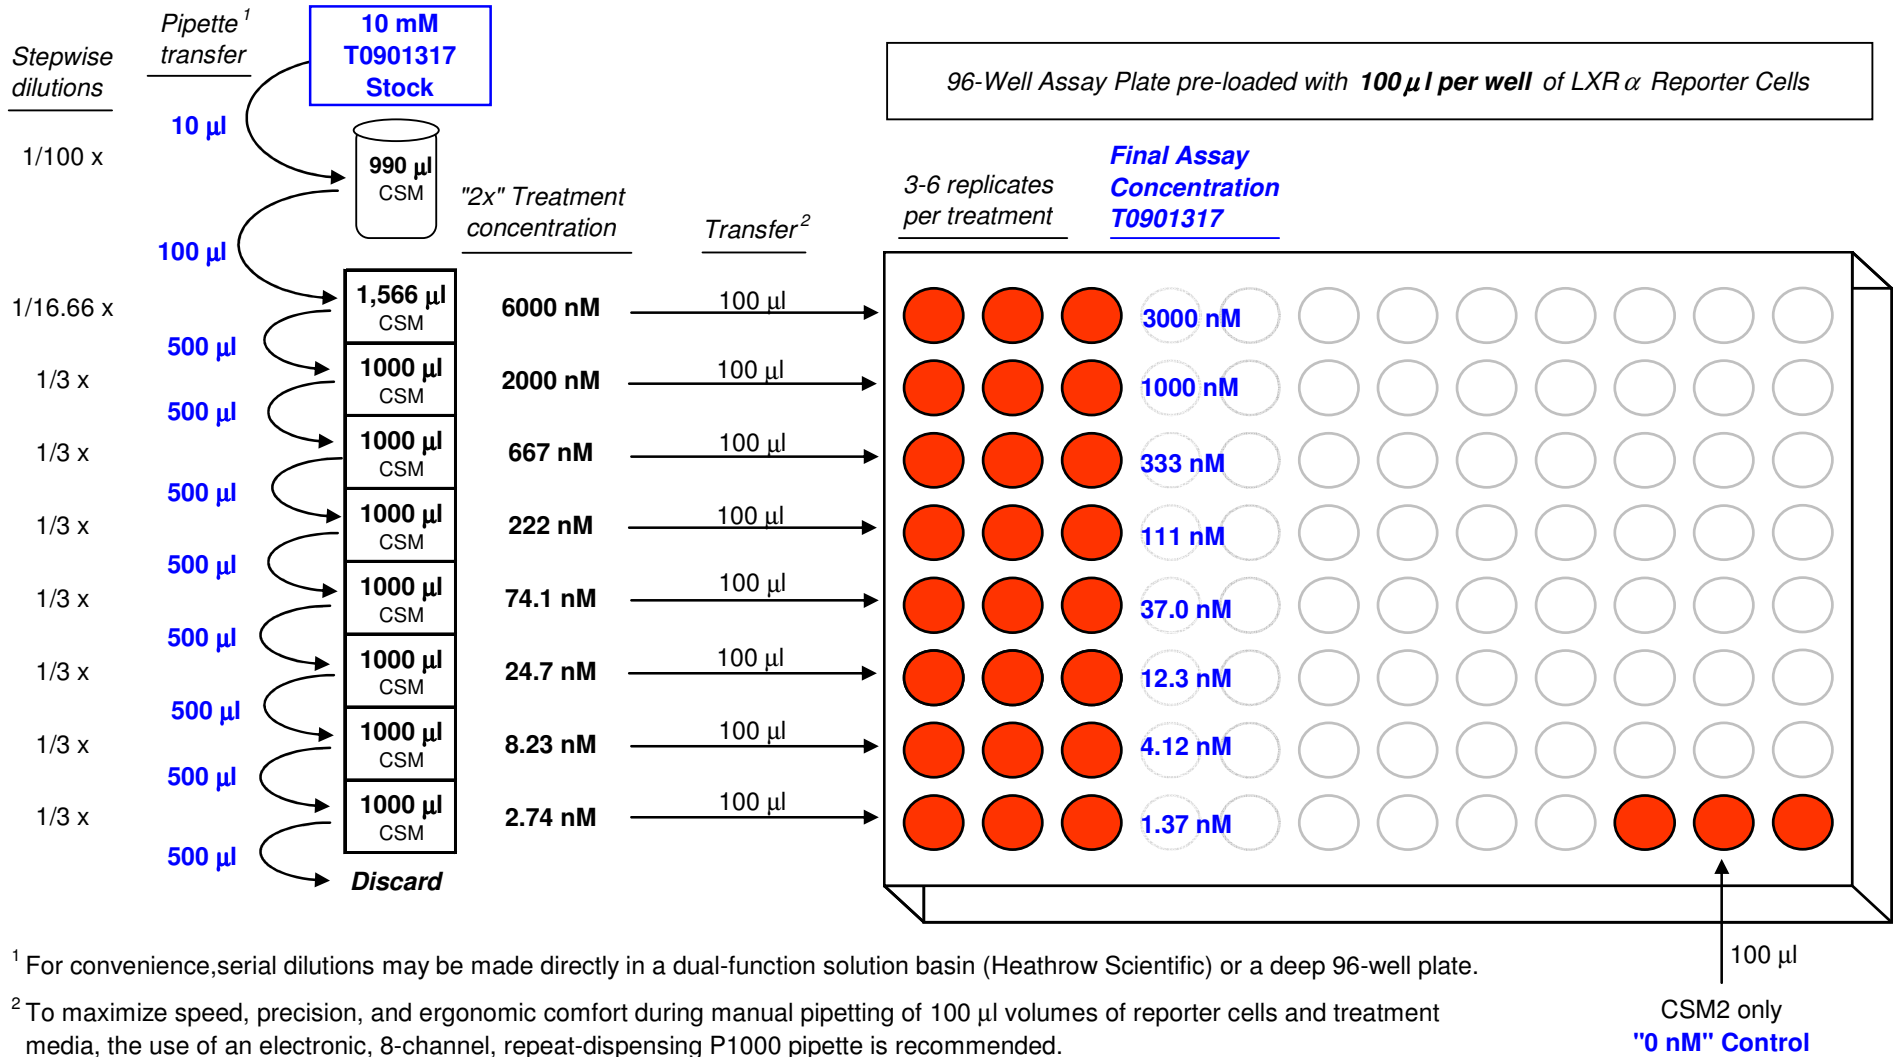 Stepwise
dilutions
Pipette 1
transfer
10 mM
T0901317
Stock
96-Well Assay Plate pre-loaded with 100 µl per well of LXR α Reporter Cells
10 µl
1/100 x
990 µl
CSM
"2x" Treatment
concentration
Transfer 2
3-6 replicates
per treatment
Final Assay
Concentration
T0901317
100 µl
1/16.66 x
1,566 µl
CSM
6000 nM
100 µl
3000 nM
500 µl
1/3 x
1000 µl
CSM
2000 nM
100 µl
1000 nM
500 µl
1/3 x
1000 µl
CSM
667 nM
100 µl
333 nM
500 µl
1/3 x
1000 µl
CSM
222 nM
100 µl
111 nM
500 µl
1/3 x
1000 µl
CSM
74.1 nM
100 µl
37.0 nM
500 µl
1/3 x
1000 µl
CSM
24.7 nM
100 µl
12.3 nM
500 µl
1/3 x
1000 µl
CSM
8.23 nM
100 µl
4.12 nM
500 µl
1/3 x
1000 µl
CSM
2.74 nM
100 µl
1.37 nM
500 µl
Discard
100 µl
CSM2 only
"0 nM" Control
1 For convenience,serial dilutions may be made directly in a dual-function solution basin (Heathrow Scientific) or a deep 96-well plate.
2 To maximize speed, precision, and ergonomic comfort during manual pipetting of 100 µl volumes of reporter cells and treatment
media, the use of an electronic, 8-channel, repeat-dispensing P1000 pipette is recommended.